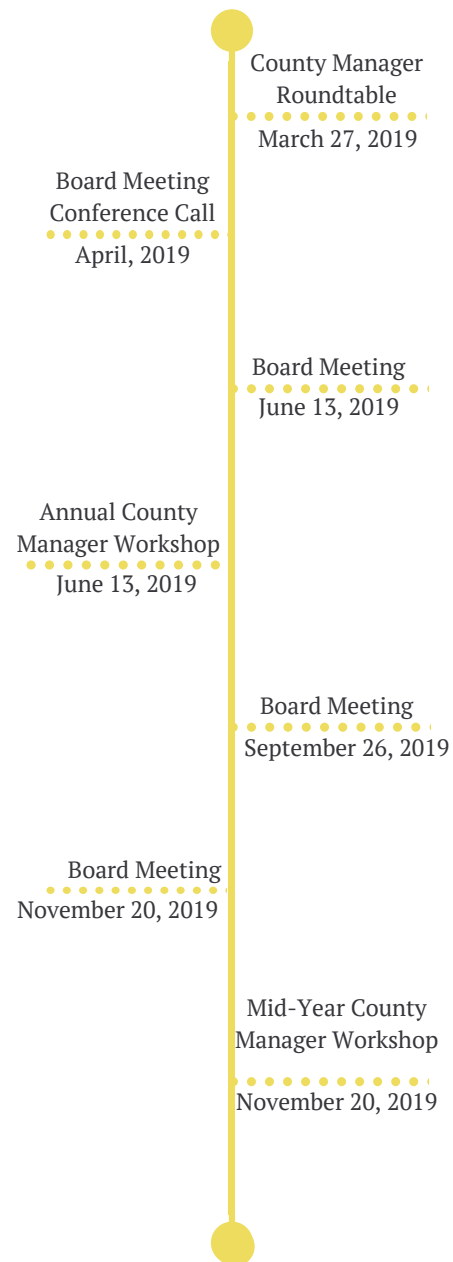 County Manager
Roundtable
March 27, 2019
Board Meeting
Conference Call
April, 2019
Board Meeting
June 13, 2019
Annual County
Manager Workshop
June 13, 2019
Board Meeting
September 26, 2019
Board Meeting
November 20, 2019
Mid-Year County
Manager Workshop
November 20, 2019